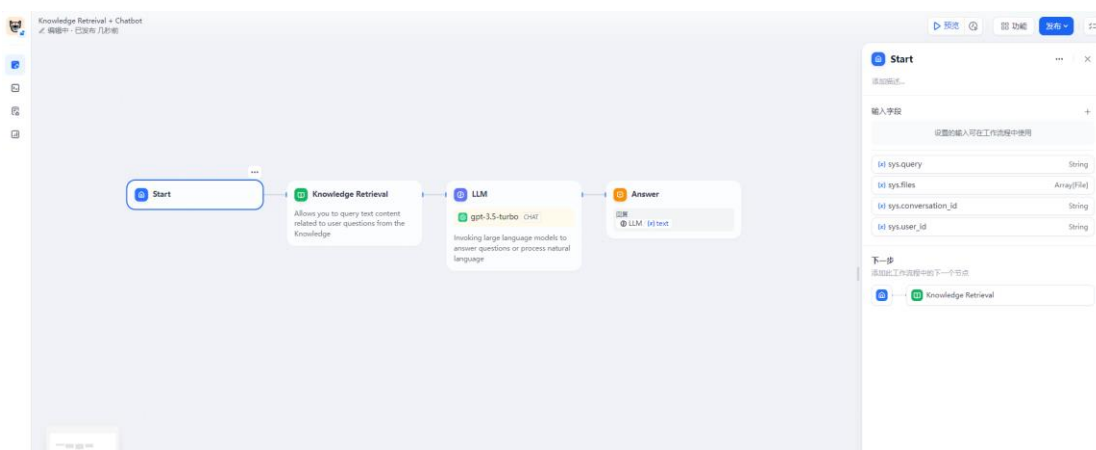 Knowledge Retreival + Chatbot
编辑中 · 已发布 几秒前
预览
功能
发布
Start
添加描述...
输入字段
设置的输入可在工作流程中使用
{x} sys.query String
{x} sys.files Array[File]
{x} sys.conversation_id String
{x} sys.user_id String
下一步
添加此工作流程中的下一个节点
Knowledge Retrieval
Start
Knowledge Retrieval
Allows you to query text content
related to user questions from the
Knowledge
LLM
gpt-3.5-turbo CHAT
Invoking large language models to
answer questions or process natural
language
Answer
回复
LLM {x} text